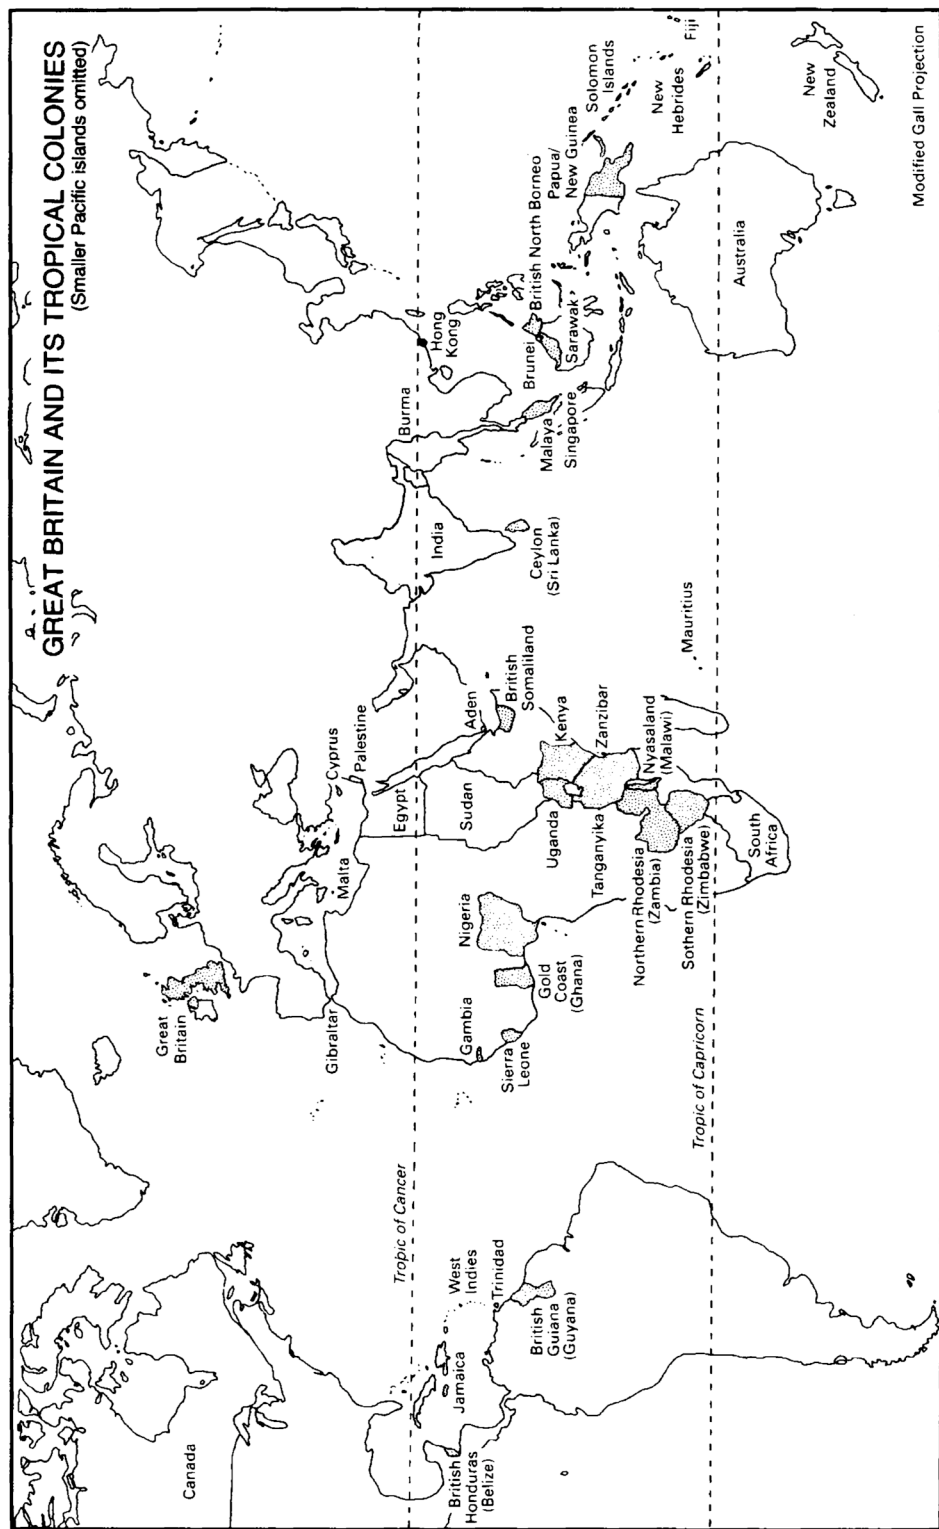 GREAT BRITAIN AND ITS TROPICAL COLONIES
(Smaller Pacific islands omitted)
Canada
Great
Britain
Gibraltar
Malta
Cyprus
Palestine
Tropic of Cancer
Egypt
Burma
Hong
Kong
British
Honduras
(Belize)
Jamaica
West
Indies
Trinidad
British
Guiana
(Guyana)
Gambia
Sierra
Leone
Nigeria
Gold
Coast
(Ghana)
Sudan
Aden
British
Somaliland
India
Ceylon
(Sri Lanka)
Malaya
Singapore
Brunei
British North Borneo
Sarawak
Papua/
New Guinea
Solomon
Islands
New
Hebrides
Fiji
Uganda
Kenya
Tanganyika
Zanzibar
Nyasaland
(Malawi)
Northern Rhodesia
(Zambia)
Sothern Rhodesia
(Zimbabwe)
Mauritius
Tropic of Capricorn
South
Africa
Australia
New
Zealand
Modified Gall Projection